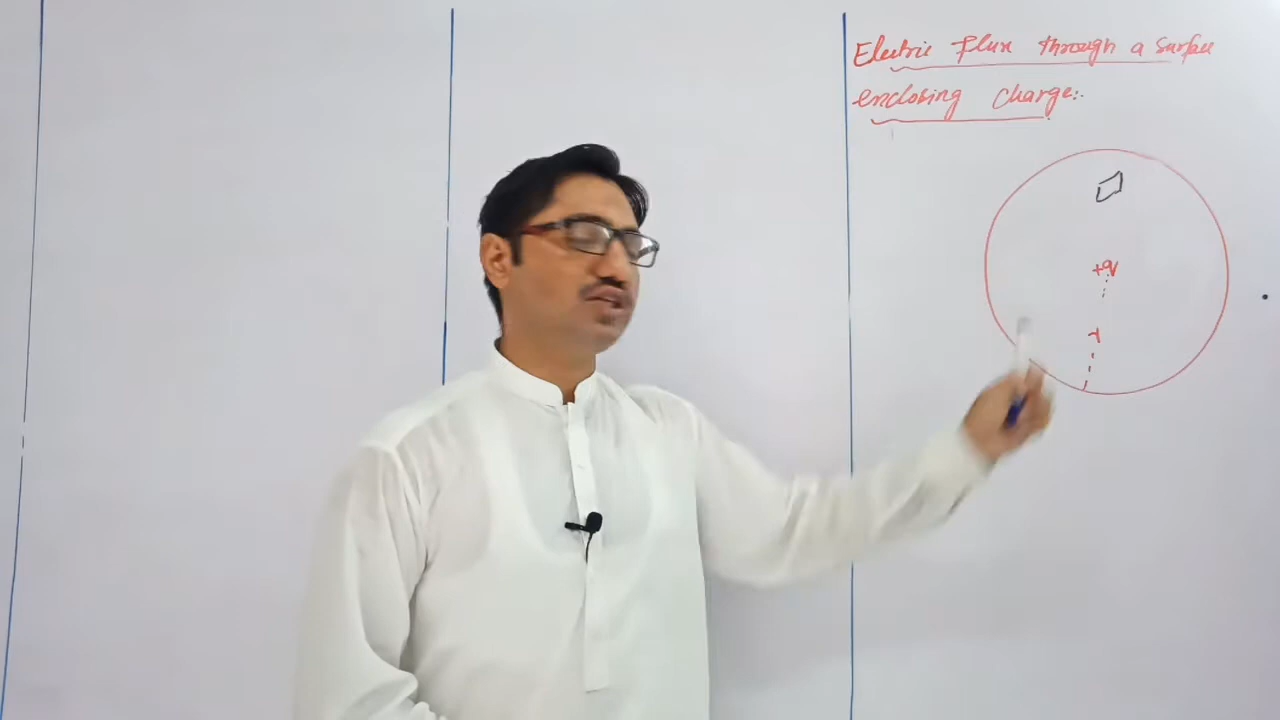 Electric flux through a surface
enclosing charge:.
+q
r